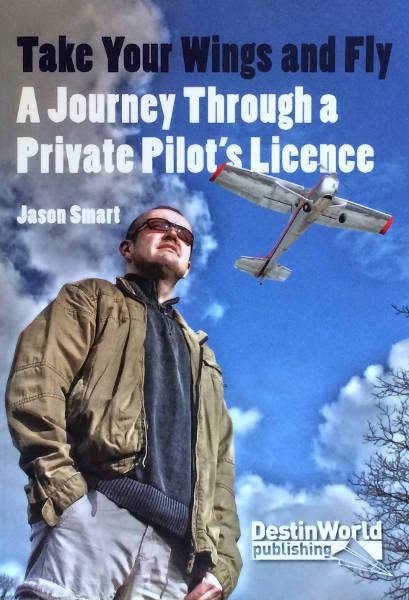 Take Your Wings and Fly
A Journey Through a
Private Pilot's Licence
Jason Smart
DestinWorld
publishing